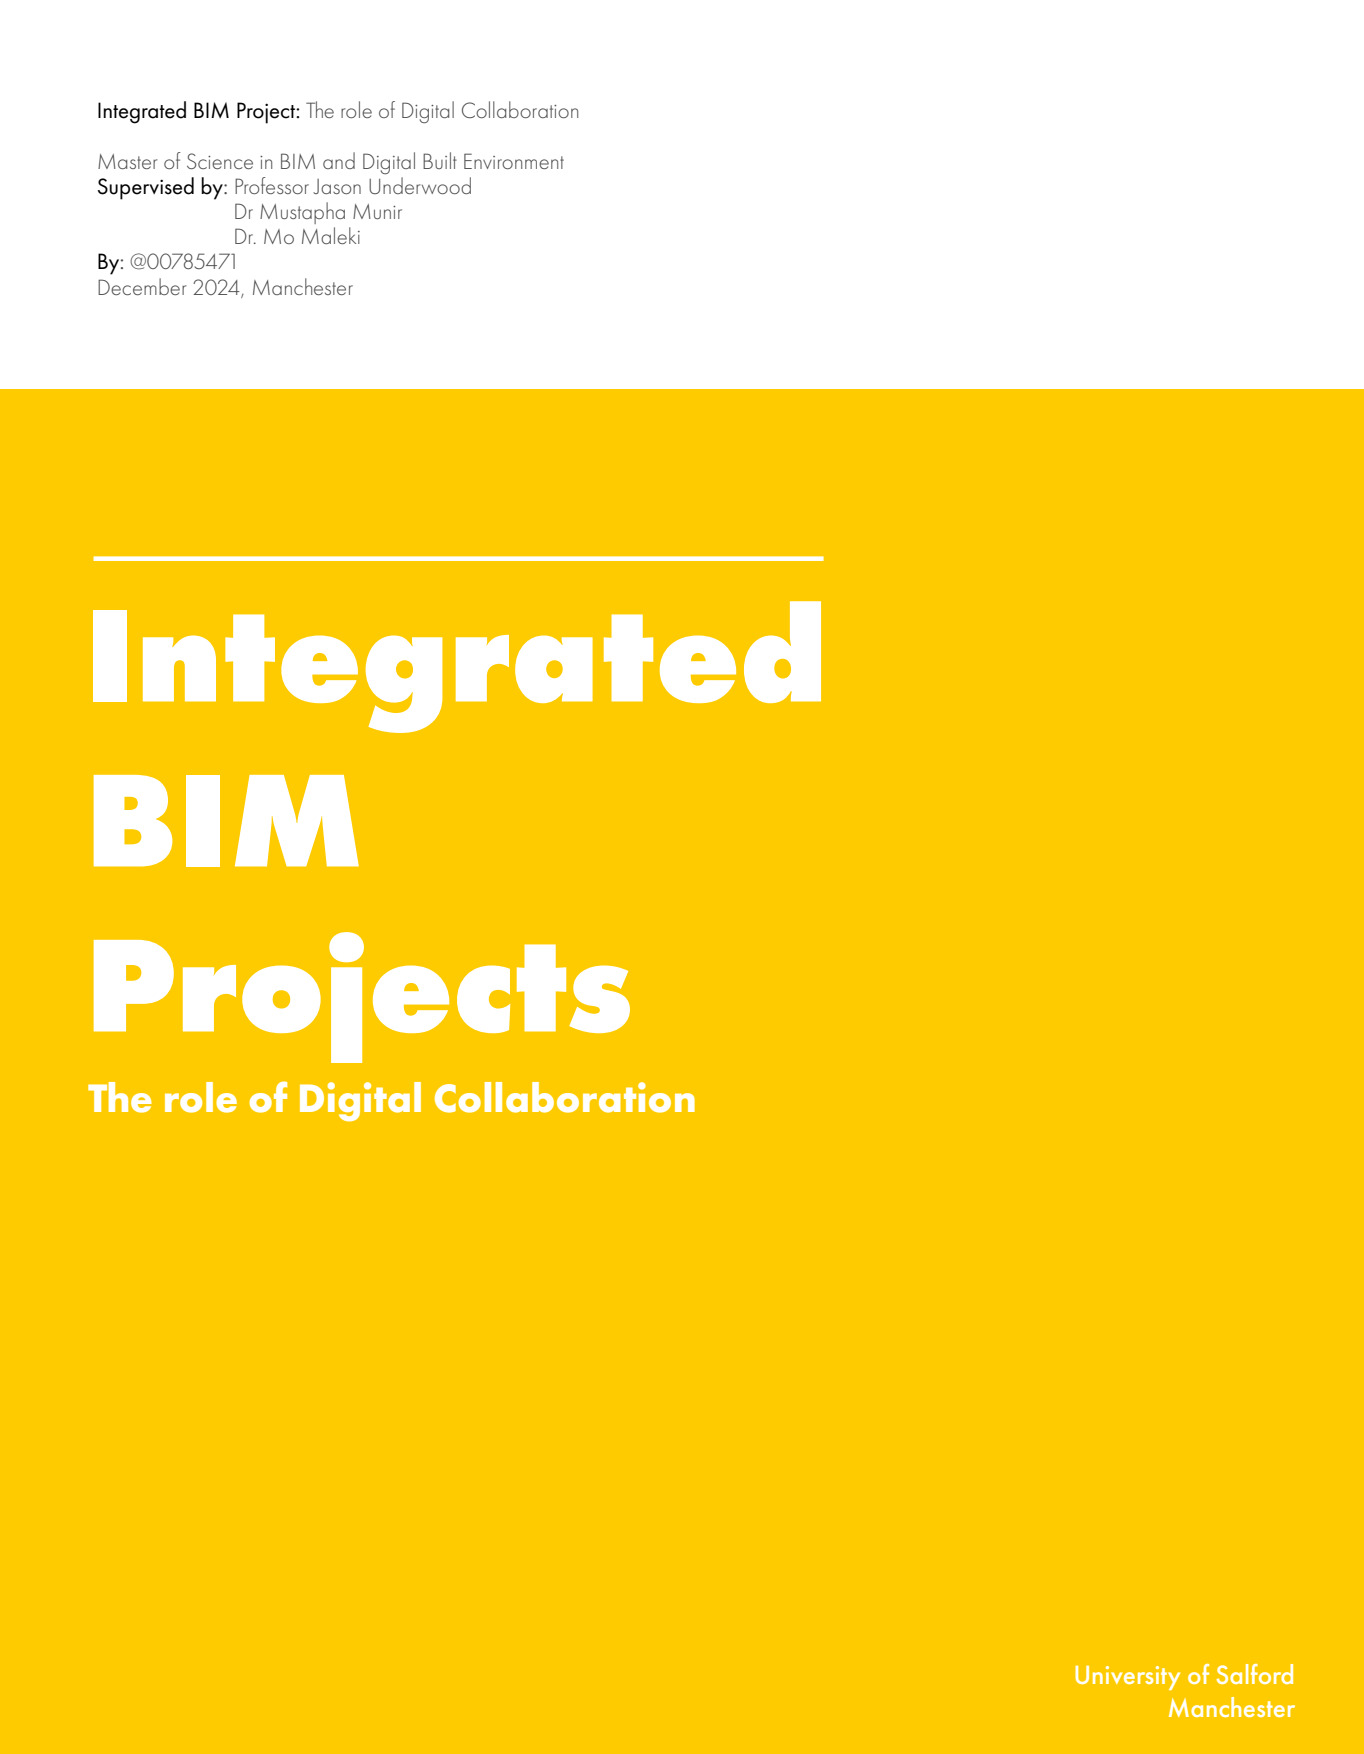 Integrated BIM Project: The role of Digital Collaboration
Master of Science in BIM and Digital Built Environment
Supervised by: Professor Jason Underwood
Dr Mustapha Munir
Dr. Mo Maleki
By: @00785471
December 2024, Manchester
Integrated
BIM
Projects
The role of Digital Collaboration
University of Salford
Manchester